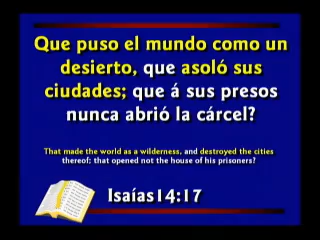 Que puso el mundo como un
desierto, que asoló sus
ciudades; que á sus presos
nunca abrió la cárcel?
That made the world as a wilderness, and destroyed the cities
thereof; that opened not the house of his prisoners?
Isaías14:17